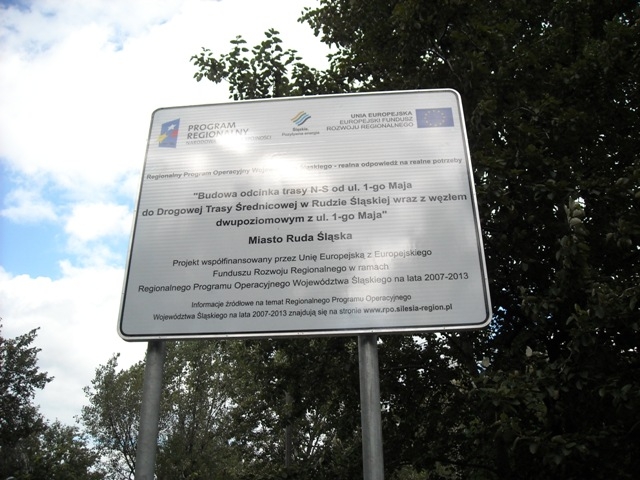 PROGRAM
REGIONALNY
Śląskie.
Pozytywna energia
UNIA EUROPEJSKA
EUROPEJSKI FUNDUSZ
ROZWOJU REGIONALNEGO
Regionalny Program Operacyjny Województwa Śląskiego - realna odpowiedź na realne potrzeby
"Budowa odcinka trasy N-S od ul. 1-go Maja
do Drogowej Trasy Średnicowej w Rudzie Śląskiej wraz z węzłem
dwupoziomowym z ul. 1-go Maja"
Miasto Ruda Śląska
Projekt współfinansowany przez Unię Europejską z Europejskiego
Funduszu Rozwoju Regionalnego w ramach
Regionalnego Programu Operacyjnego Województwa Śląskiego na lata 2007-2013
Informacje źródłowe na temat Regionalnego Programu Operacyjnego
Województwa Śląskiego na lata 2007-2013 znajdują się na stronie www.rpo.silesia-region.pl